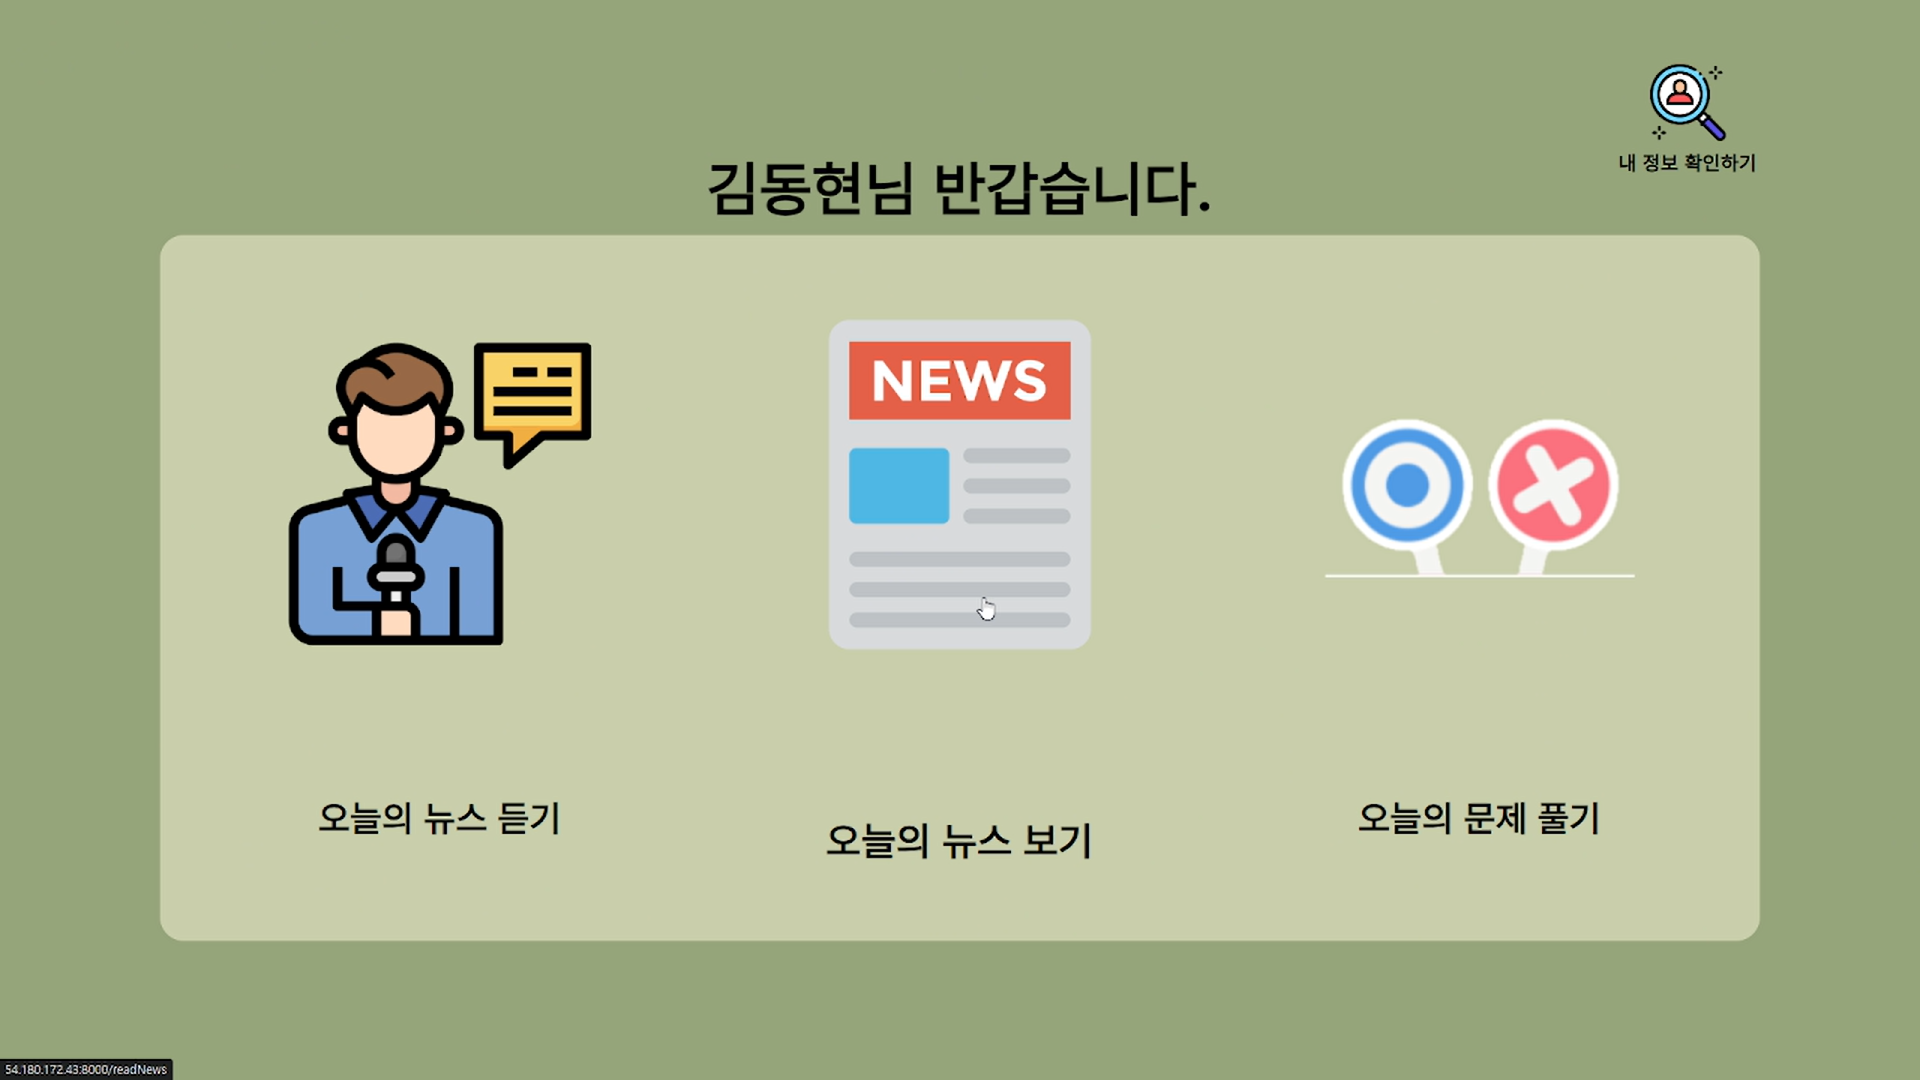 내 정보 확인하기
김동현님 반갑습니다.
NEWS
오늘의 뉴스 듣기
오늘의 뉴스 보기
오늘의 문제 풀기
54.180.172.43:8000/readNews